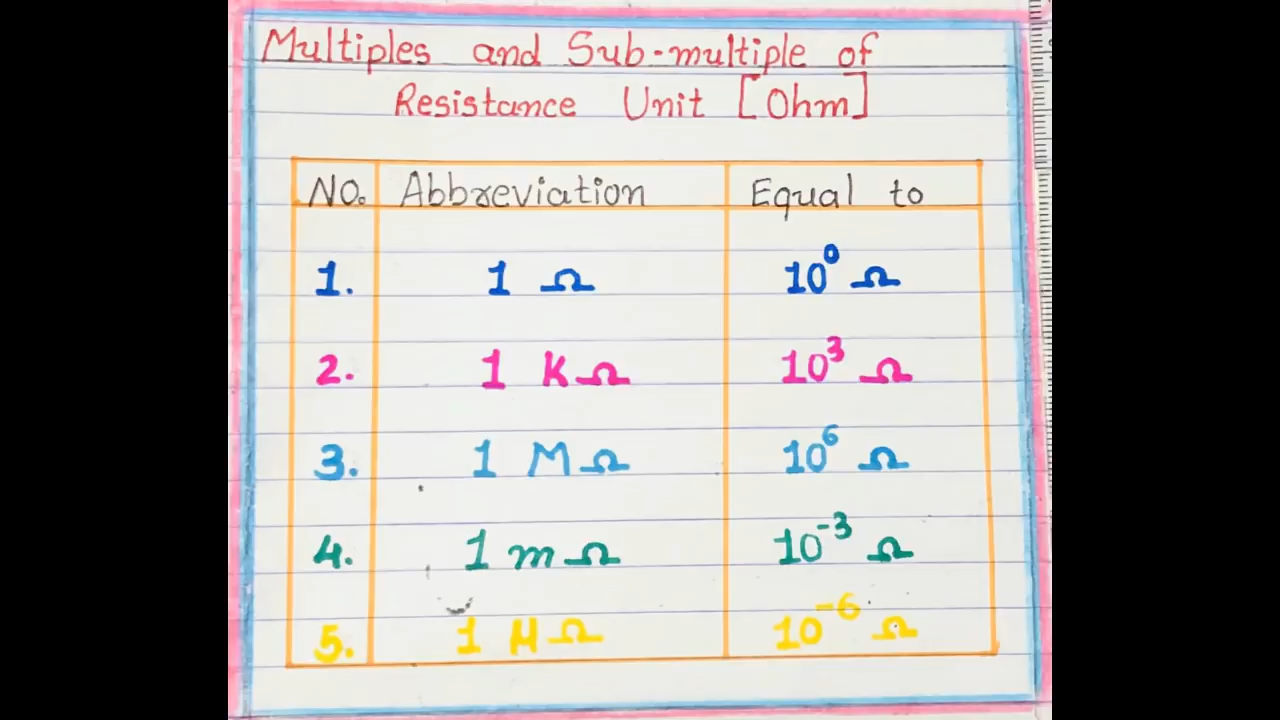 Multiples and Sub-multiple of
Resistance Unit [Ohm]
No. Abbreviation Equal to
1. 1 Ω 10⁰ Ω
2. 1 KΩ 10³ Ω
3. 1 MΩ 10⁶ Ω
4. 1 mΩ 10⁻³ Ω
5. 1 μΩ 10⁻⁶ Ω